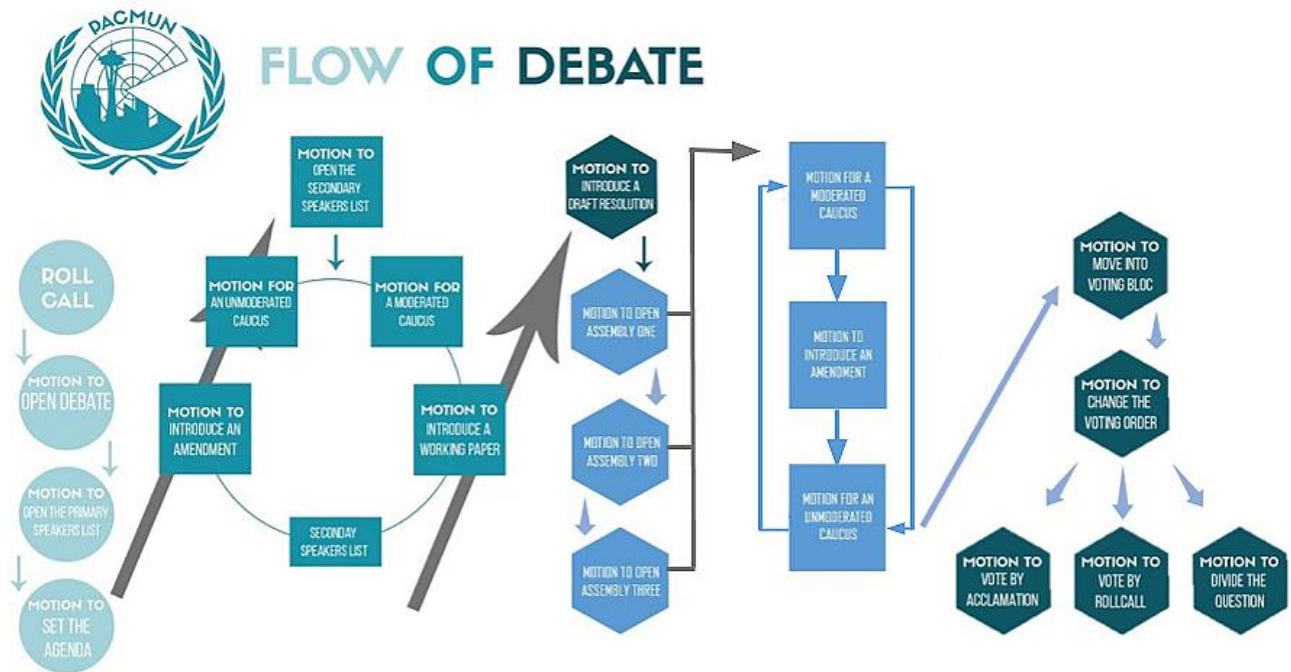 PACMUN
FLOW OF DEBATE
ROLL
CALL
MOTION TO
OPEN DEBATE
MOTION TO
OPEN THE PRIMARY
SPEAKERS LIST
MOTION TO
SET THE
AGENDA
MOTION TO
OPEN THE
SECONDARY
SPEAKERS LIST
MOTION FOR
AN UNMODERATED
CAUCUS
MOTION FOR
A MODERATED
CAUCUS
MOTION TO
INTRODUCE AN
AMENDMENT
MOTION TO
INTRODUCE A
WORKING PAPER
SECONDAY
SPEAKERS LIST
MOTION TO
INTRODUCE A
DRAFT RESOLUTION
MOTION TO OPEN
ASSEMBLY ONE
MOTION TO OPEN
ASSEMBLY TWO
MOTION TO OPEN
ASSEMBLY THREE
MOTION FOR A
MODERATED
CAUCUS
MOTION TO
INTRODUCE AN
AMENDMENT
MOTION FOR AN
UNMODERATED
CAUCUS
MOTION TO
MOVE INTO
VOTING BLOC
MOTION TO
CHANGE THE
VOTING ORDER
MOTION TO
VOTE BY
ACCLAMATION
MOTION TO
VOTE BY
ROLLCALL
MOTION TO
DIVIDE THE
QUESTION